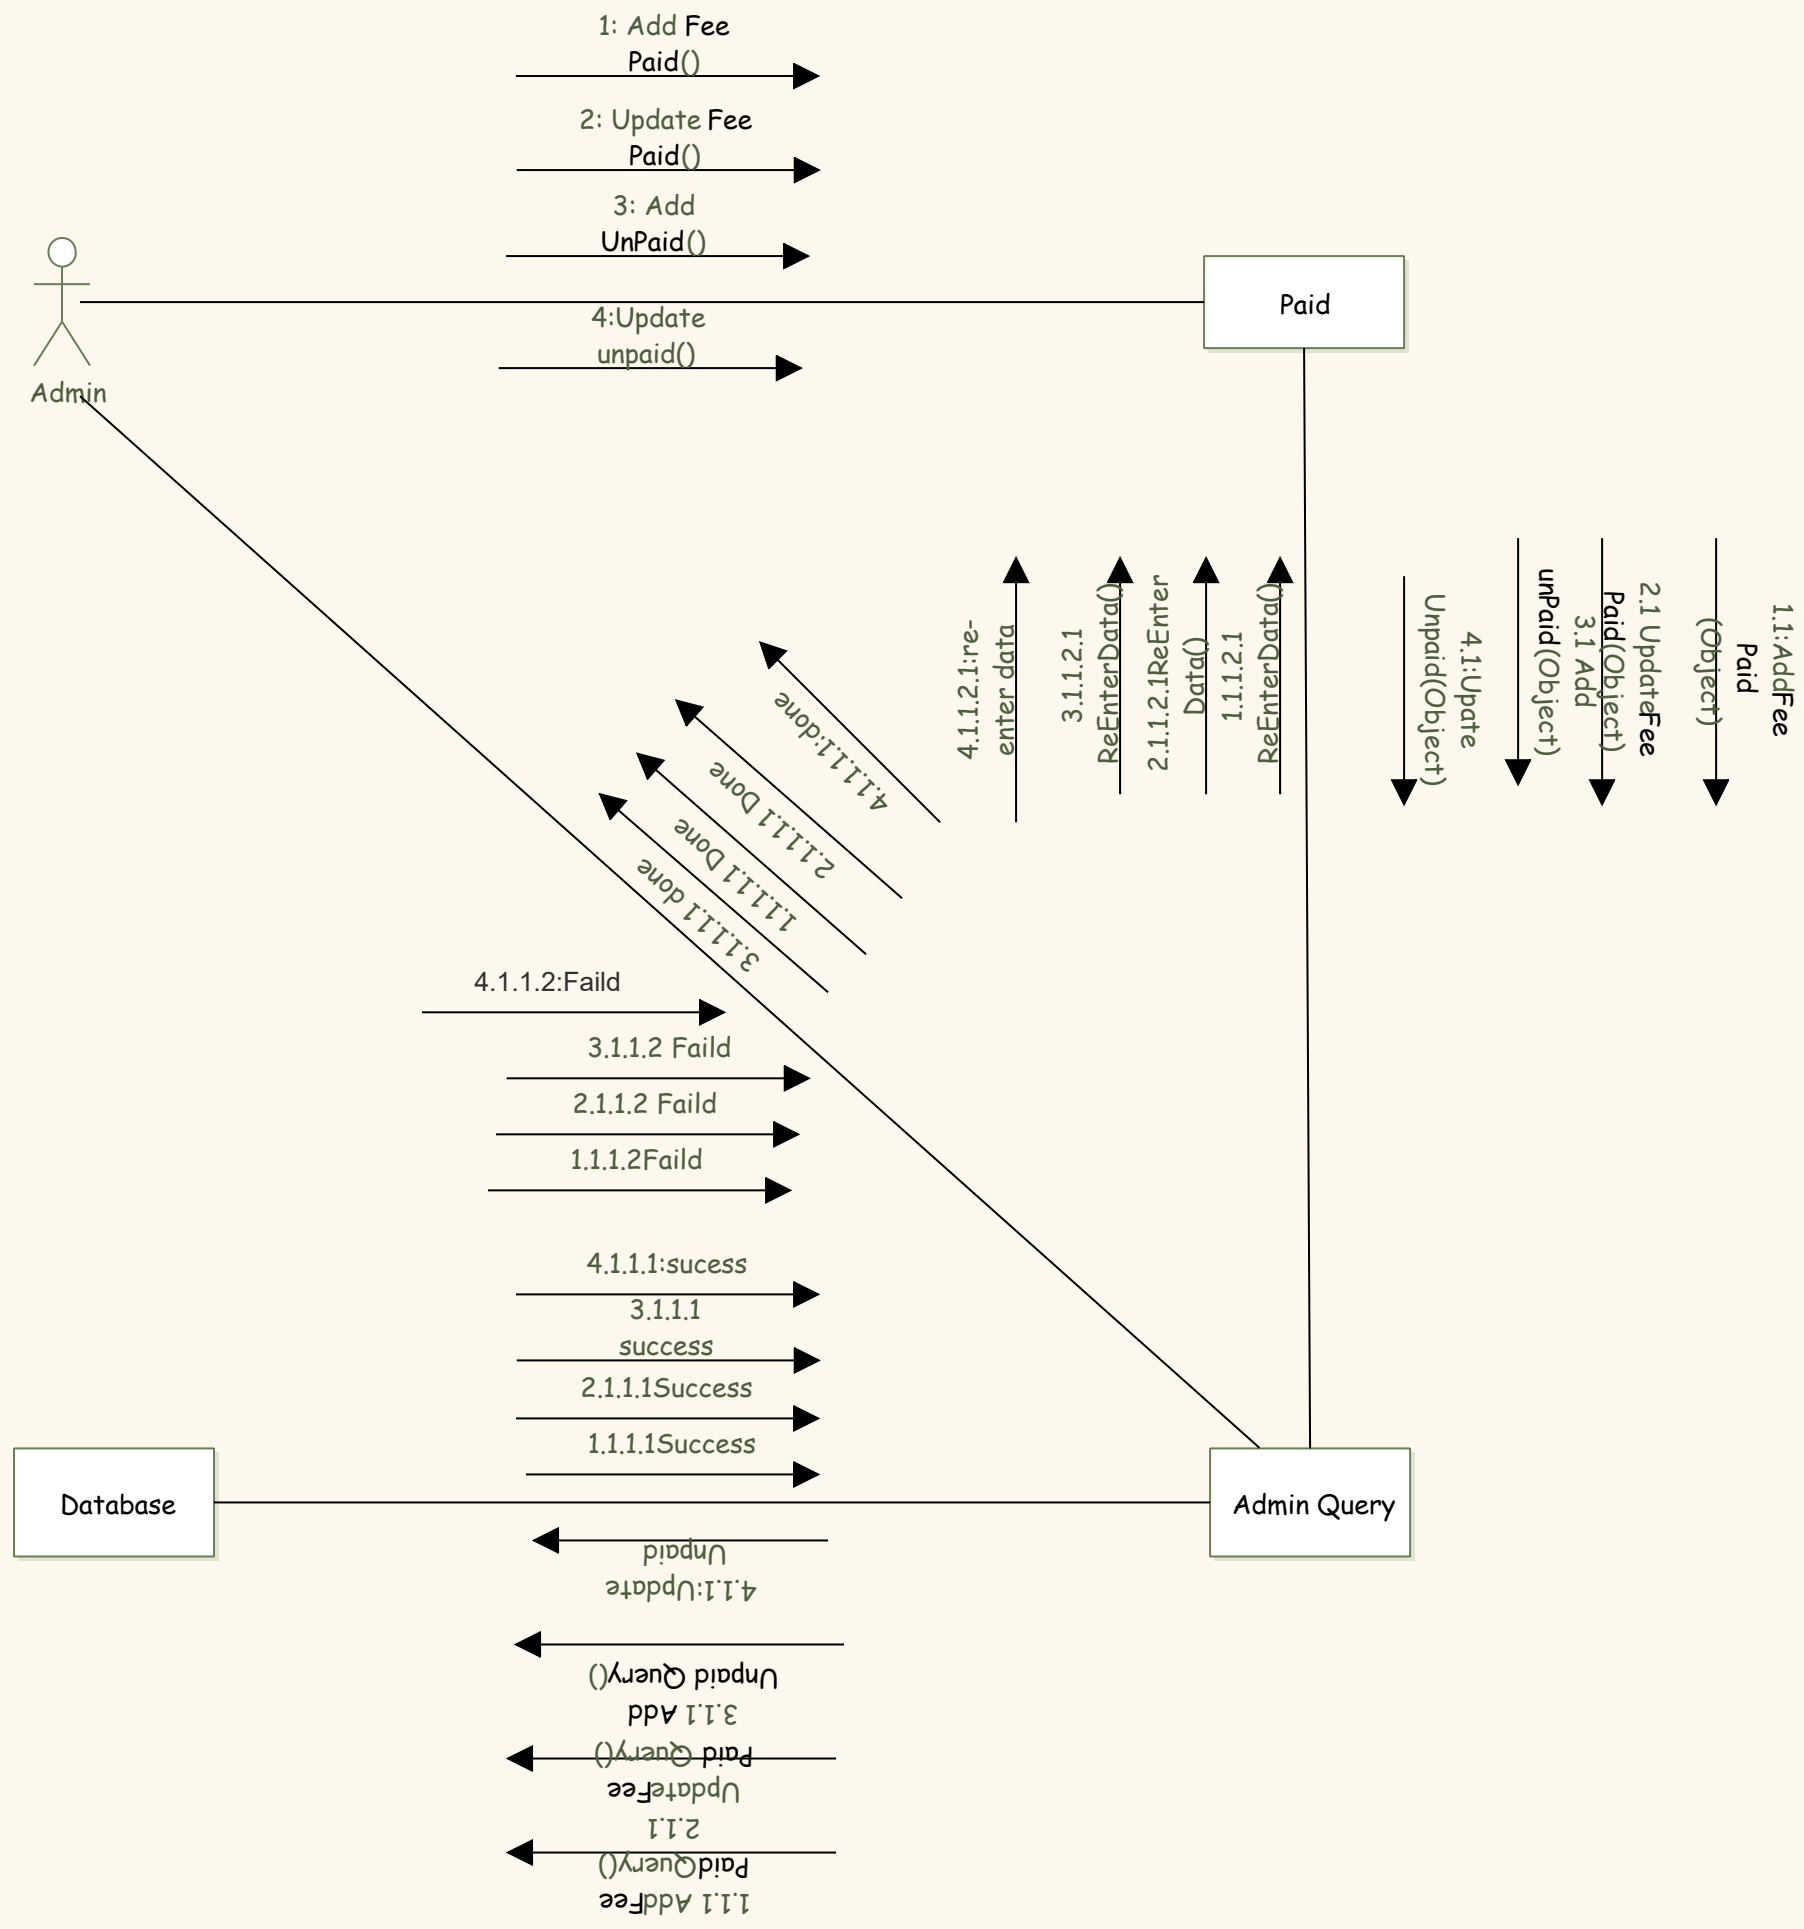 1: Add Fee
Paid()
2: Update Fee
Paid()
3: Add
UnPaid()
4:Update
unpaid()
Admin
Paid
4.1.1.2.1:re-
enter data
3.1.1.2.1
ReEnterData()
2.1.1.2.1ReEnter
Data()
1.1.1.2.1
ReEnterData()
4.1:Upate
Unpaid(Object)
3.1 Add
unPaid(Object)
2.1 UpdateFee
Paid(Object)
1.1:AddFee
Paid
(Object)
4.1.1.1.1:done
2.1.1.1.1 Done
1.1.1.1.1 Done
3.1.1.1.1 done
4.1.1.2:Faild
3.1.1.2 Faild
2.1.1.2 Faild
1.1.1.2Faild
4.1.1.1:sucess
3.1.1.1
success
2.1.1.1Success
1.1.1.1Success
Database
Admin Query
4.1.1:Update
Unpaid
3.1.1 Add
Unpaid Query()
2.1.1
UpdateFee
Paid Query()
1.1.1 AddFee
PaidQuery()